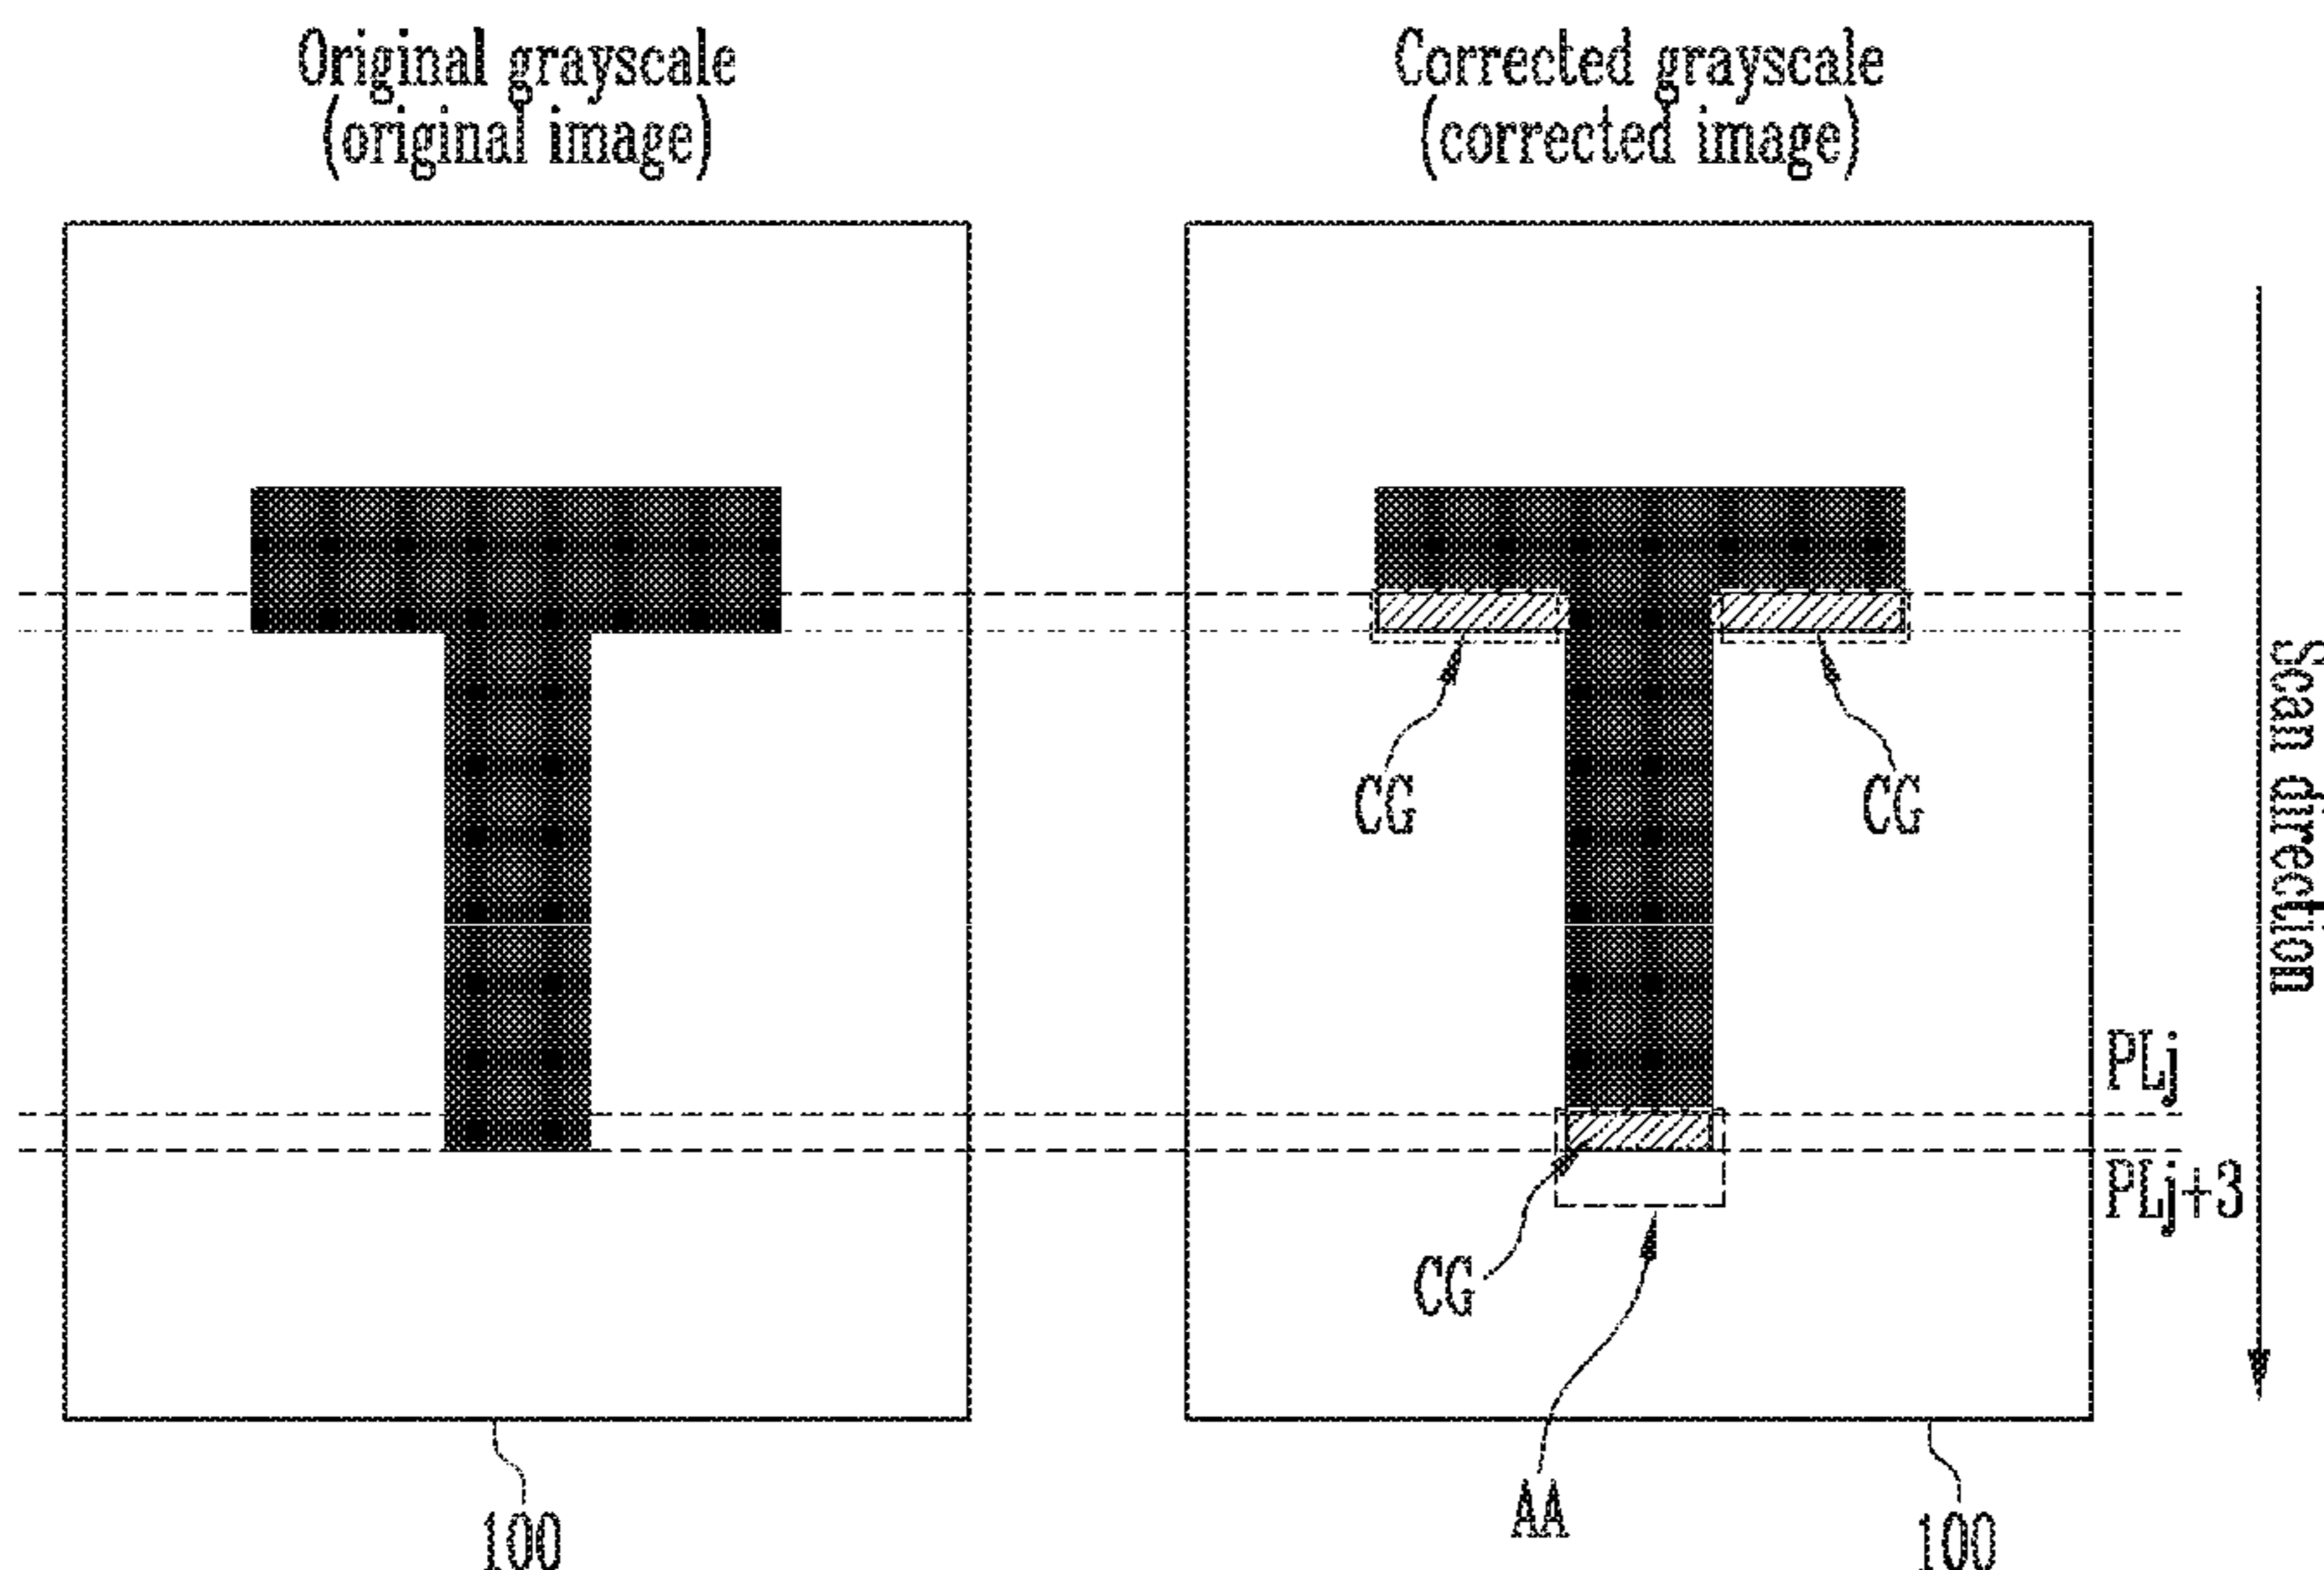 Original grayscale
(original image)
Corrected grayscale
(corrected image)
CG
CG
Scan direction
PLj
PLj+3
CG
AA
100
100